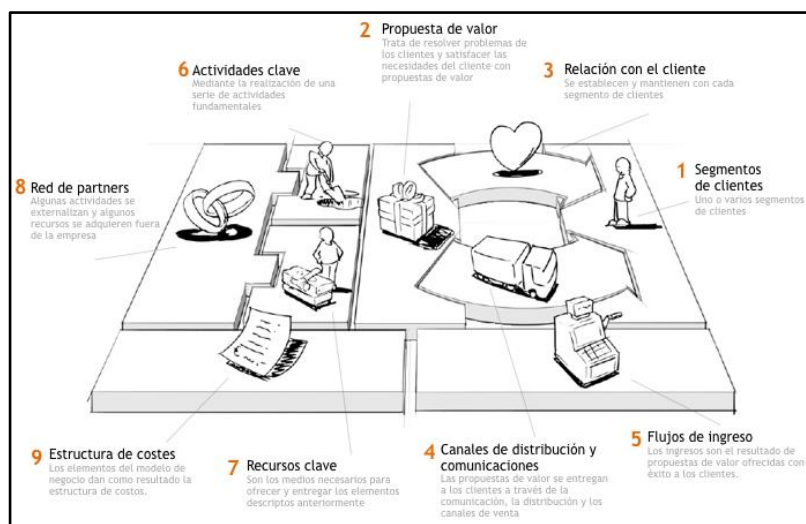 2 Propuesta de valor
Trata de resolver problemas de
los clientes y satisfacer las
necesidades del cliente con
propuestas de valor
6 Actividades clave
Mediante la realización de una
serie de actividades
fundamentales
3 Relación con el cliente
Se establecen y mantienen con cada
segmento de clientes
8 Red de partners
Algunas actividades se
externalizan y algunos
recursos se adquieren fuera
de la empresa
1 Segmentos
de clientes
Uno o varios segmentos
de clientes
9 Estructura de costes
Los elementos del modelo de
negocio dan como resultado la
estructura de costos.
7 Recursos clave
Son los medios necesarios para
ofrecer y entregar los elementos
descriptos anteriormente
4 Canales de distribución y
comunicaciones
Las propuestas de valor se entregan
a los clientes a través de la
comunicación, la distribución y los
canales de venta
5 Flujos de ingreso
Los ingresos son el resultado de
propuestas de valor ofrecidas con
éxito a los clientes.